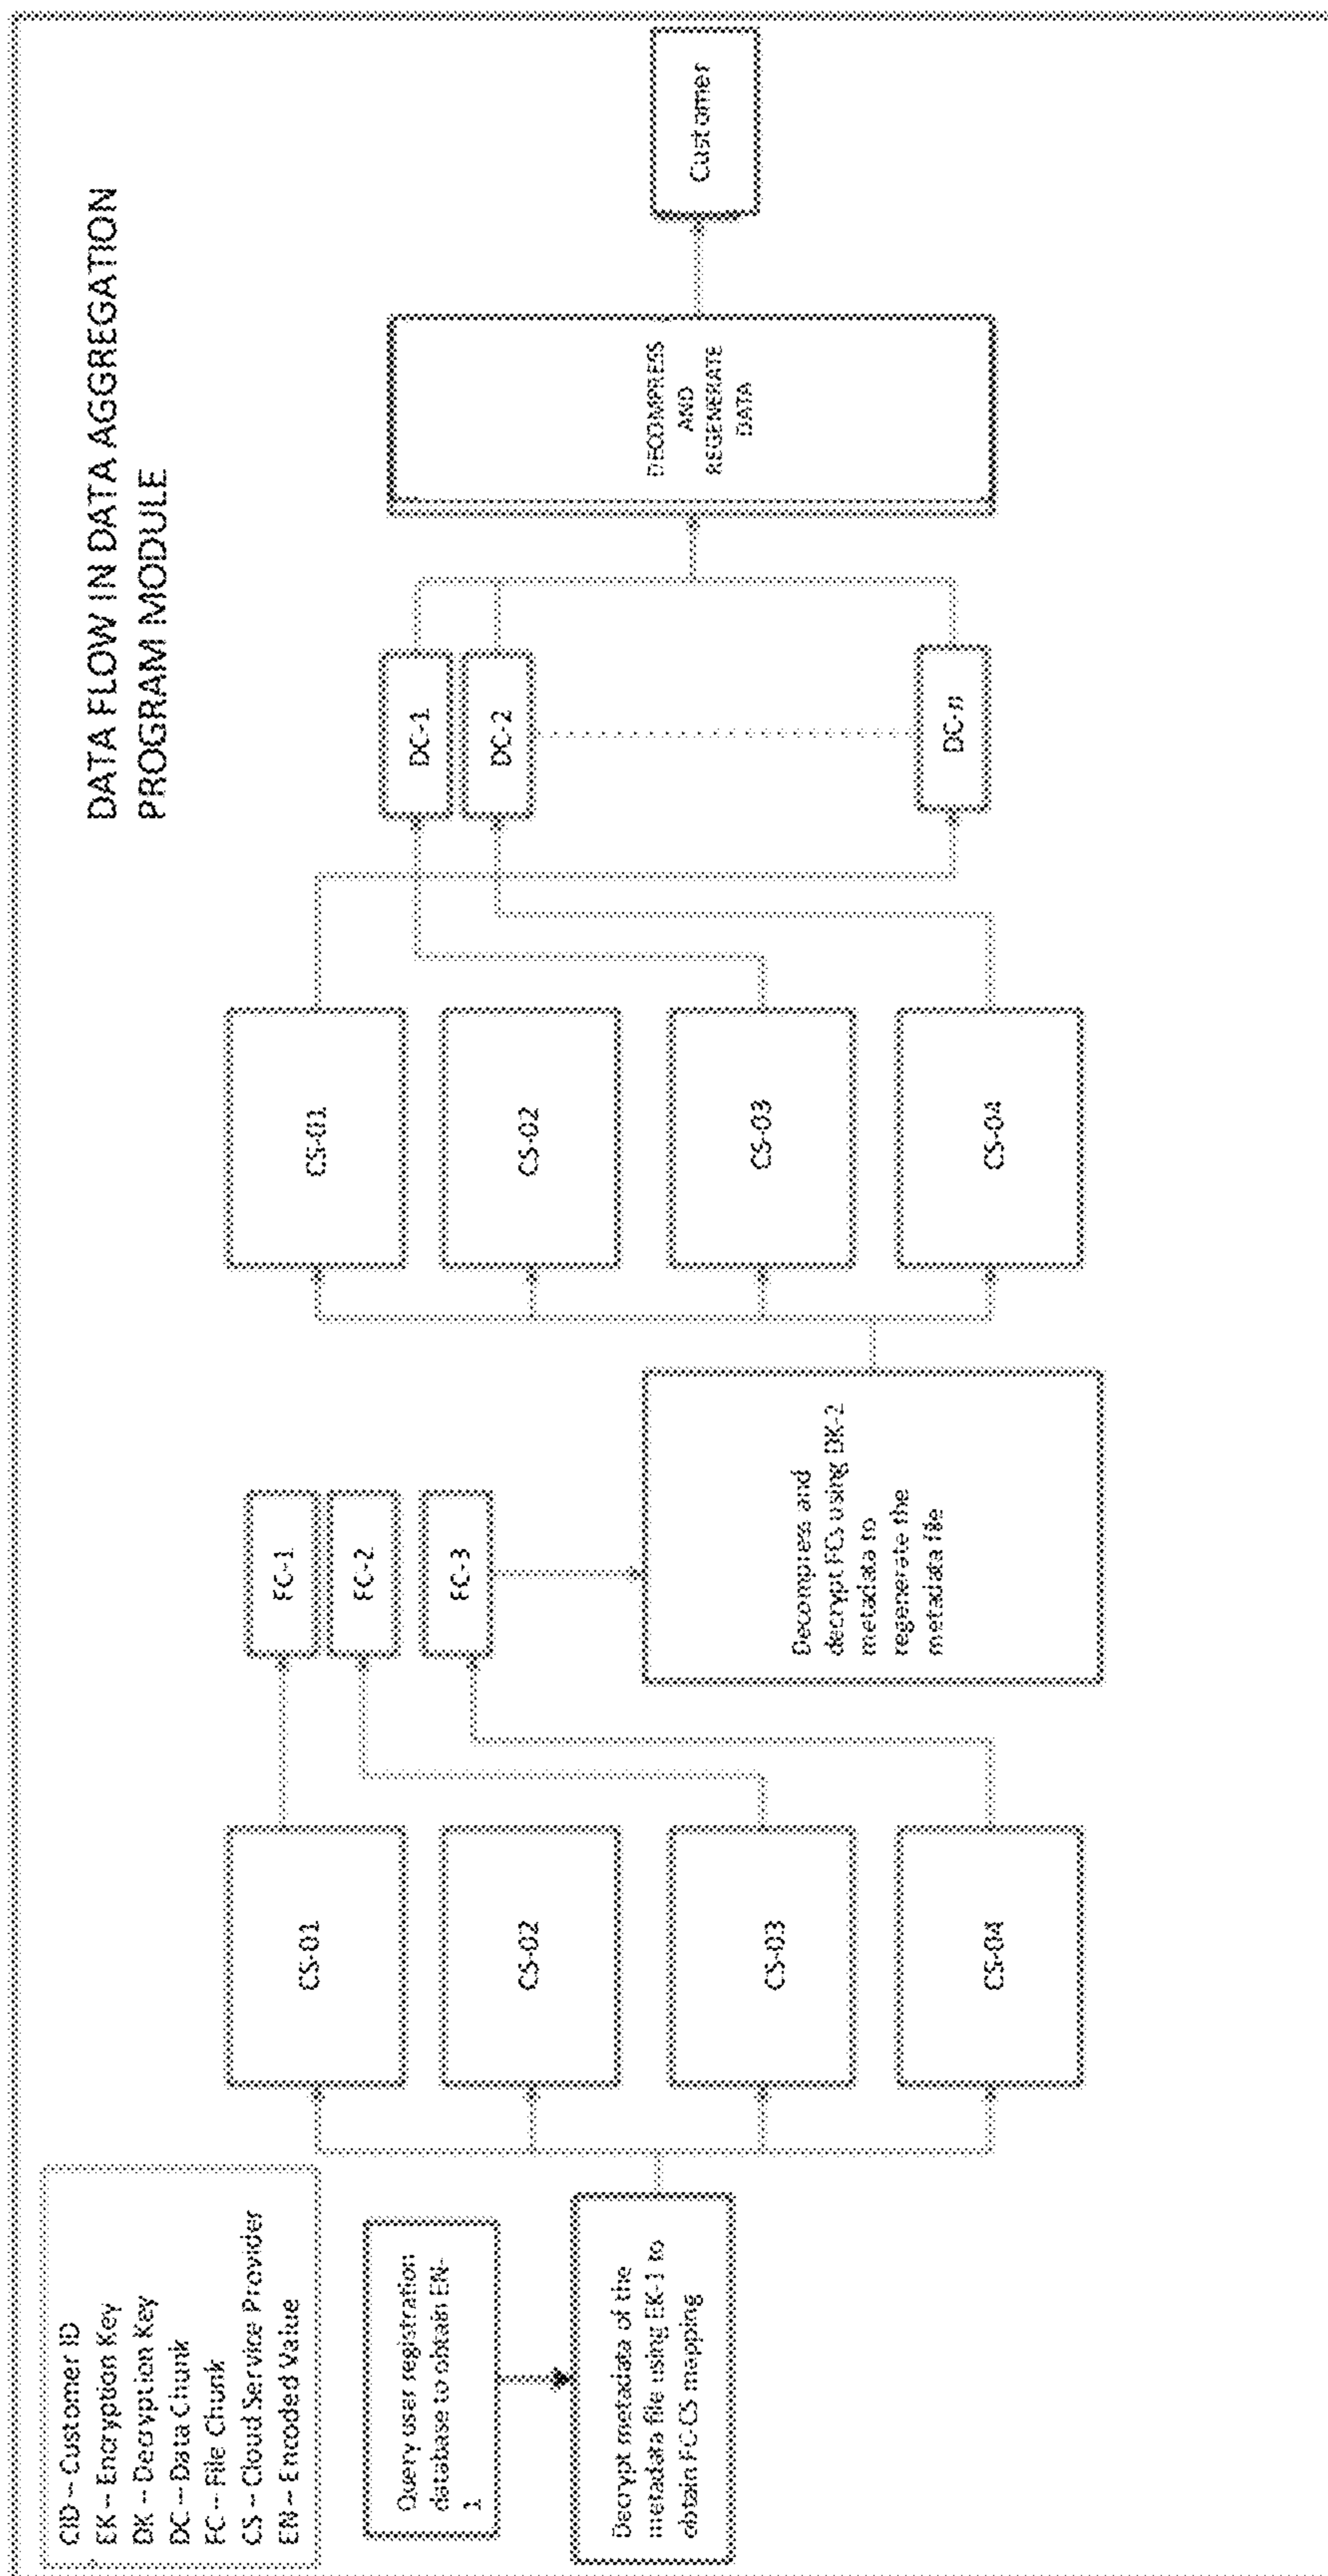 DATA FLOW IN DATA AGGREGATION
PROGRAM MODULE
CID -- Customer ID
EK -- Encryption Key
DK -- Decryption Key
DC -- Data Chunk
FC -- File Chunk
CS -- Cloud Service Provider
EN -- Encoded Value
Query user registration
database to obtain EN-
1
Decrypt metadata of the
metadata file using EK-1 to
obtain FC-CS mapping
CS-01
CS-02
CS-03
CS-04
FC-1
FC-2
FC-3
Decompress and
decrypt FCs using DK-2
metadata to
regenerate the
metadata file
CS-01
CS-02
CS-03
CS-04
DC-1
DC-2
DC-n
DECOMPRESS
AND
REGENERATE
DATA
Customer